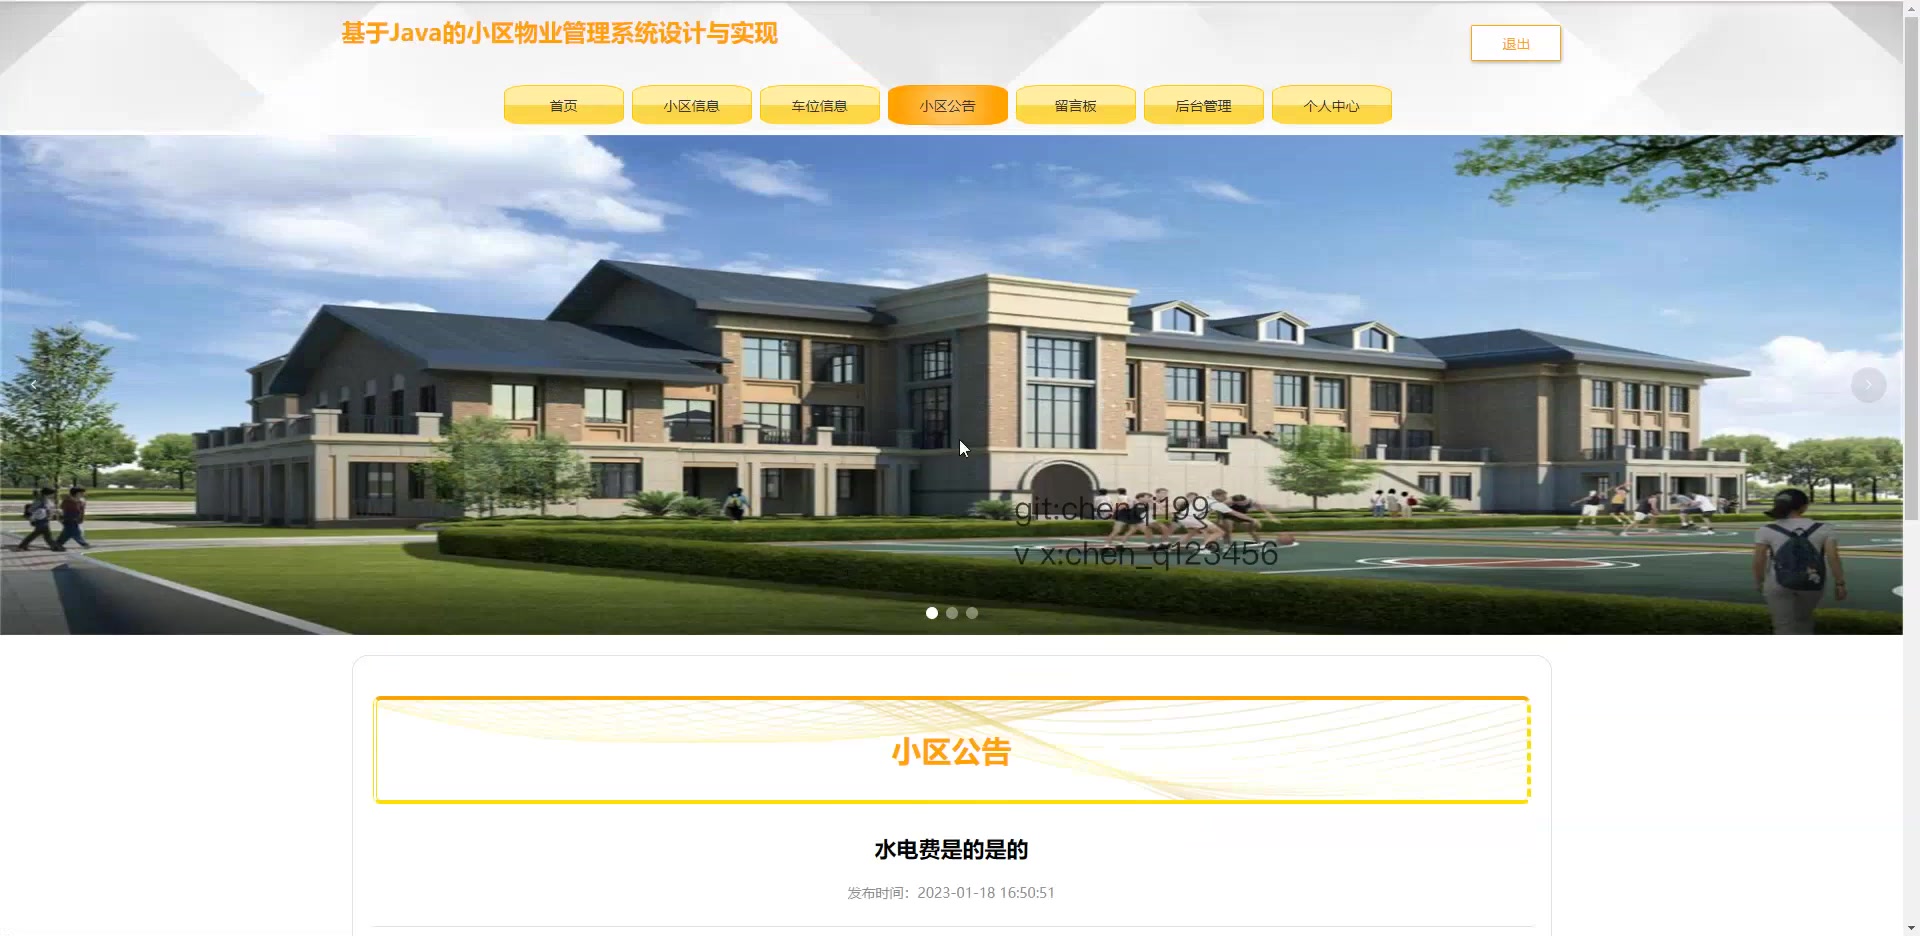 基于Java的小区物业管理系统设计与实现
退出
首页
小区信息
车位信息
小区公告
留言板
后台管理
个人中心
git:chenqi199
v x:chen_q123456
小区公告
水电费是的是的
发布时间：2023-01-18 16:50:51